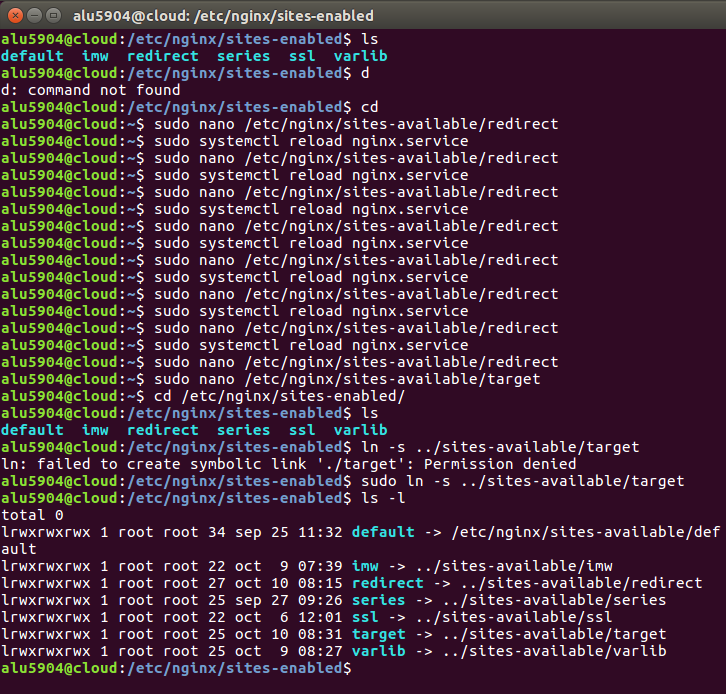 alu5904@cloud: /etc/nginx/sites-enabled
alu5904@cloud:/etc/nginx/sites-enabled$ ls
default  imw  redirect  series  ssl  varlib
alu5904@cloud:/etc/nginx/sites-enabled$ d
d: command not found
alu5904@cloud:/etc/nginx/sites-enabled$ cd
alu5904@cloud:~$ sudo nano /etc/nginx/sites-available/redirect
alu5904@cloud:~$ sudo systemctl reload nginx.service
alu5904@cloud:~$ sudo nano /etc/nginx/sites-available/redirect
alu5904@cloud:~$ sudo systemctl reload nginx.service
alu5904@cloud:~$ sudo nano /etc/nginx/sites-available/redirect
alu5904@cloud:~$ sudo systemctl reload nginx.service
alu5904@cloud:~$ sudo nano /etc/nginx/sites-available/redirect
alu5904@cloud:~$ sudo systemctl reload nginx.service
alu5904@cloud:~$ sudo nano /etc/nginx/sites-available/redirect
alu5904@cloud:~$ sudo systemctl reload nginx.service
alu5904@cloud:~$ sudo nano /etc/nginx/sites-available/redirect
alu5904@cloud:~$ sudo systemctl reload nginx.service
alu5904@cloud:~$ sudo nano /etc/nginx/sites-available/redirect
alu5904@cloud:~$ sudo systemctl reload nginx.service
alu5904@cloud:~$ sudo nano /etc/nginx/sites-available/redirect
alu5904@cloud:~$ sudo nano /etc/nginx/sites-available/target
alu5904@cloud:~$ cd /etc/nginx/sites-enabled/
alu5904@cloud:/etc/nginx/sites-enabled$ ls
default  imw  redirect  series  ssl  varlib
alu5904@cloud:/etc/nginx/sites-enabled$ ln -s ../sites-available/target
ln: failed to create symbolic link './target': Permission denied
alu5904@cloud:/etc/nginx/sites-enabled$ sudo ln -s ../sites-available/target
alu5904@cloud:/etc/nginx/sites-enabled$ ls -l
total 0
lrwxrwxrwx 1 root root 34 sep 25 11:32 default -> /etc/nginx/sites-available/def
ault
lrwxrwxrwx 1 root root 22 oct  9 07:39 imw -> ../sites-available/imw
lrwxrwxrwx 1 root root 27 oct 10 08:15 redirect -> ../sites-available/redirect
lrwxrwxrwx 1 root root 25 sep 27 09:26 series -> ../sites-available/series
lrwxrwxrwx 1 root root 22 oct  6 12:01 ssl -> ../sites-available/ssl
lrwxrwxrwx 1 root root 25 oct 10 08:31 target -> ../sites-available/target
lrwxrwxrwx 1 root root 25 oct  9 08:27 varlib -> ../sites-available/varlib
alu5904@cloud:/etc/nginx/sites-enabled$